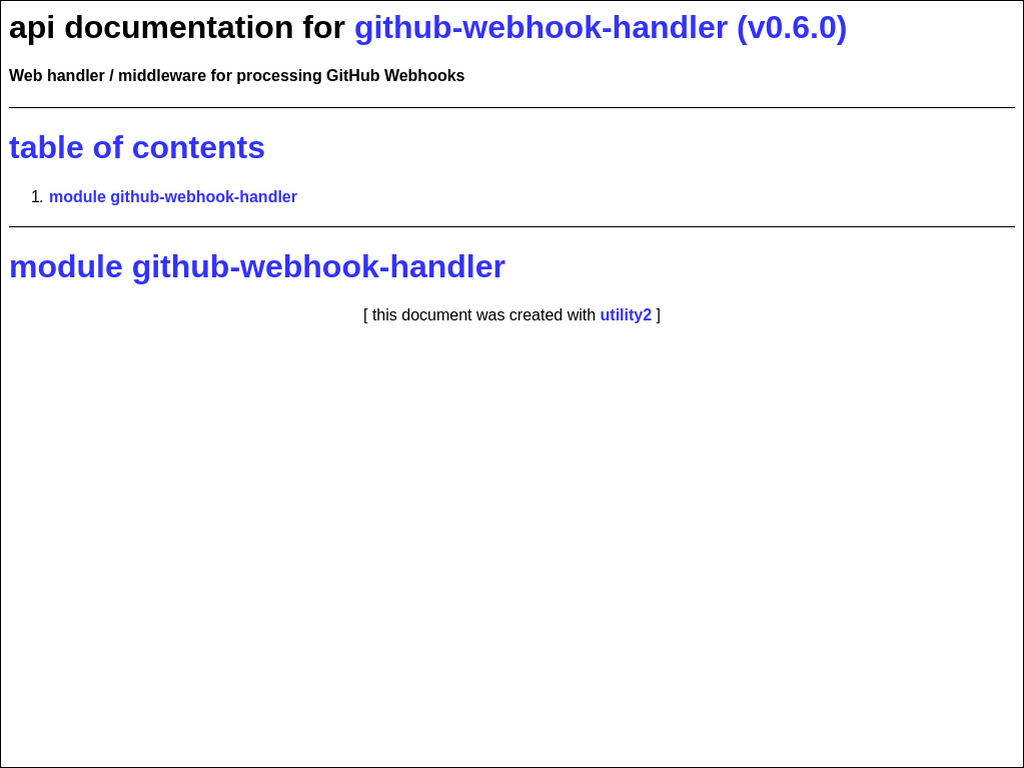 api documentation for github-webhook-handler (v0.6.0)
Web handler / middleware for processing GitHub Webhooks
table of contents
1. module github-webhook-handler
module github-webhook-handler
[ this document was created with utility2 ]